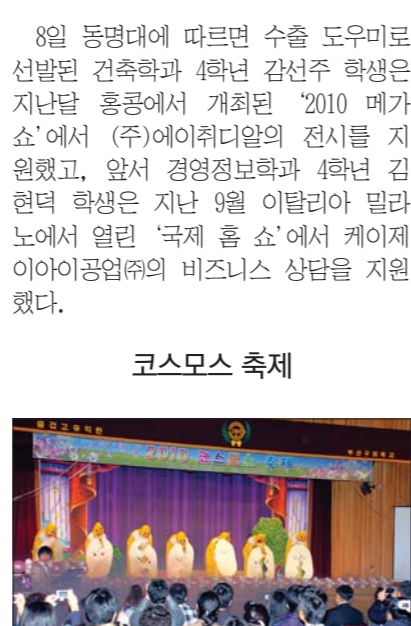 8일 동명대에 따르면 수출 도우미로
선발된 건축학과 4학년 감선주 학생은
지난달 홍콩에서 개최된 ‘2010 메가
쇼’에서 (주)에이취디알의 전시를 지
원했고, 앞서 경영정보학과 4학년 김
현덕 학생은 지난 9월 이탈리아 밀라
노에서 열린 ‘국제 홈 쇼’에서 케이제
이아이공업㈜의 비즈니스 상담을 지원
했다.
코스모스 축제
즐겁고유익한
2010 코스모스 축제